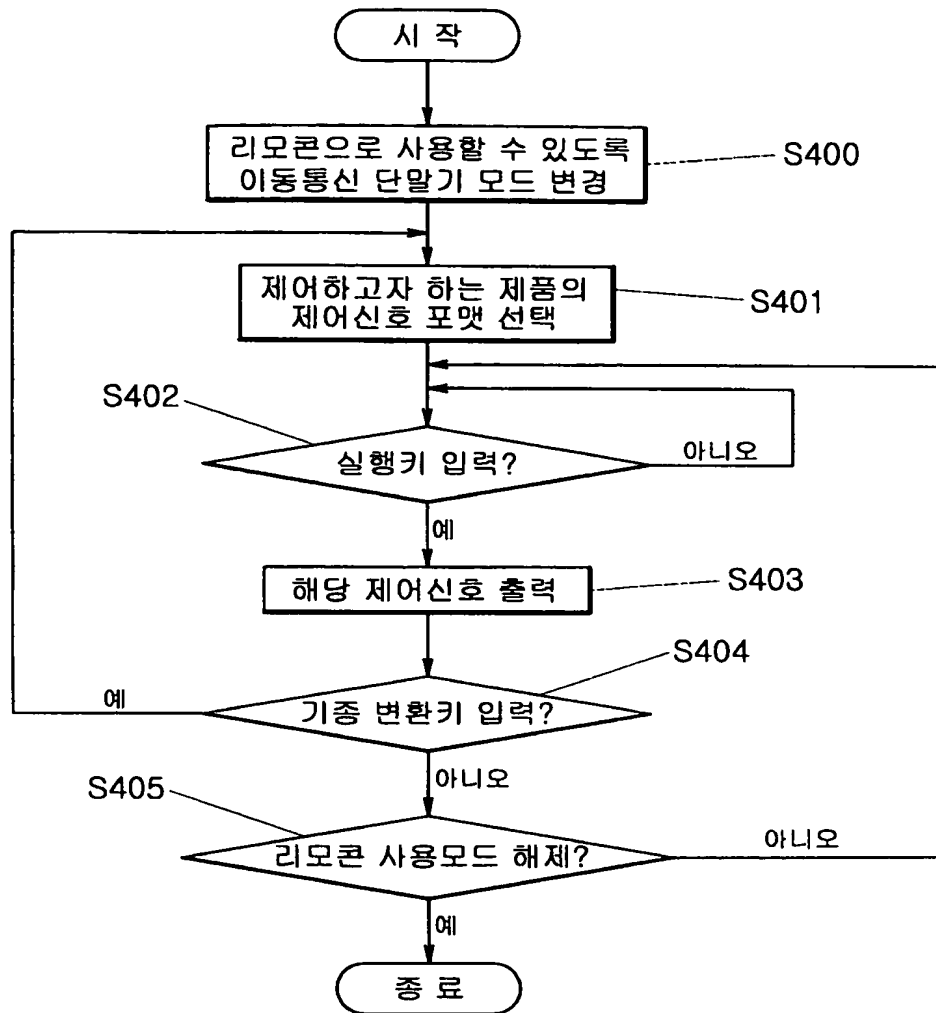 시 작
리모콘으로 사용할 수 있도록
이동통신 단말기 모드 변경
S400
제어하고자 하는 제품의
제어신호 포맷 선택
S401
S402
실행키 입력?
아니오
예
해당 제어신호 출력
S403
S404
예
기종 변환키 입력?
아니오
S405
리모콘 사용모드 해제?
아니오
예
종 료